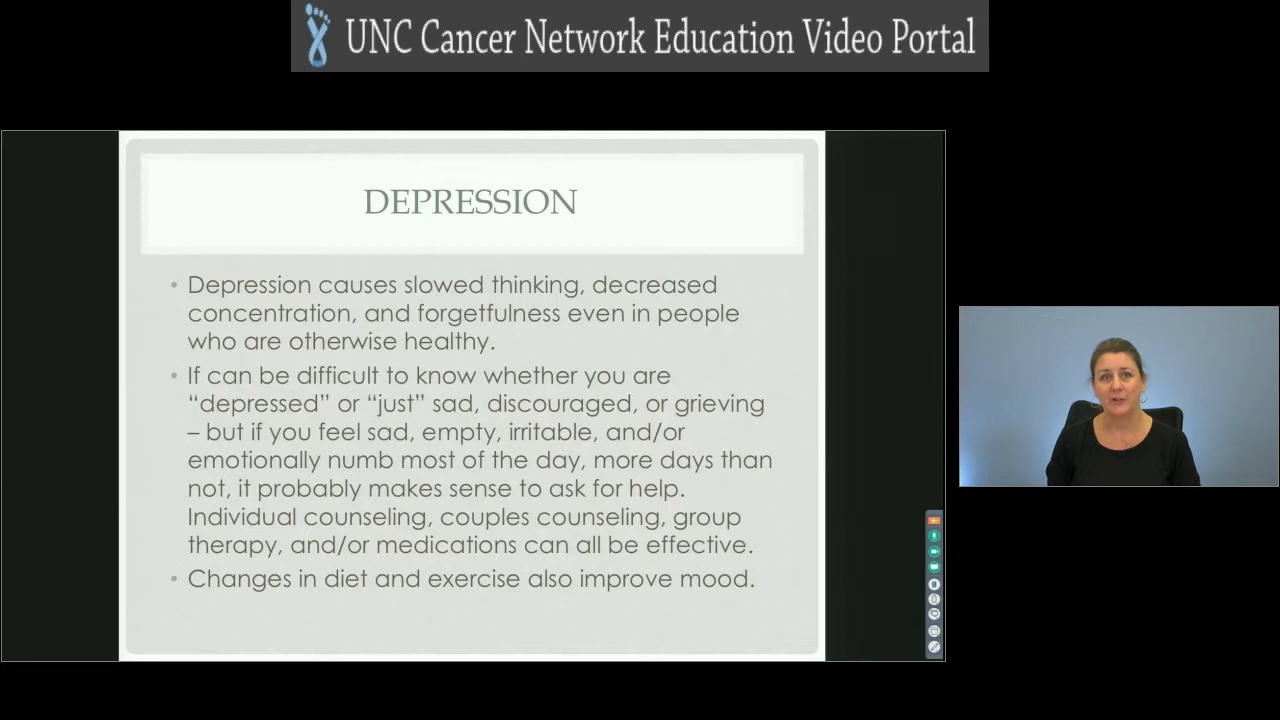 UNC Cancer Network Education Video Portal
DEPRESSION
• Depression causes slowed thinking, decreased
concentration, and forgetfulness even in people
who are otherwise healthy.
• If can be difficult to know whether you are
“depressed” or “just” sad, discouraged, or grieving
– but if you feel sad, empty, irritable, and/or
emotionally numb most of the day, more days than
not, it probably makes sense to ask for help.
Individual counseling, couples counseling, group
therapy, and/or medications can all be effective.
• Changes in diet and exercise also improve mood.